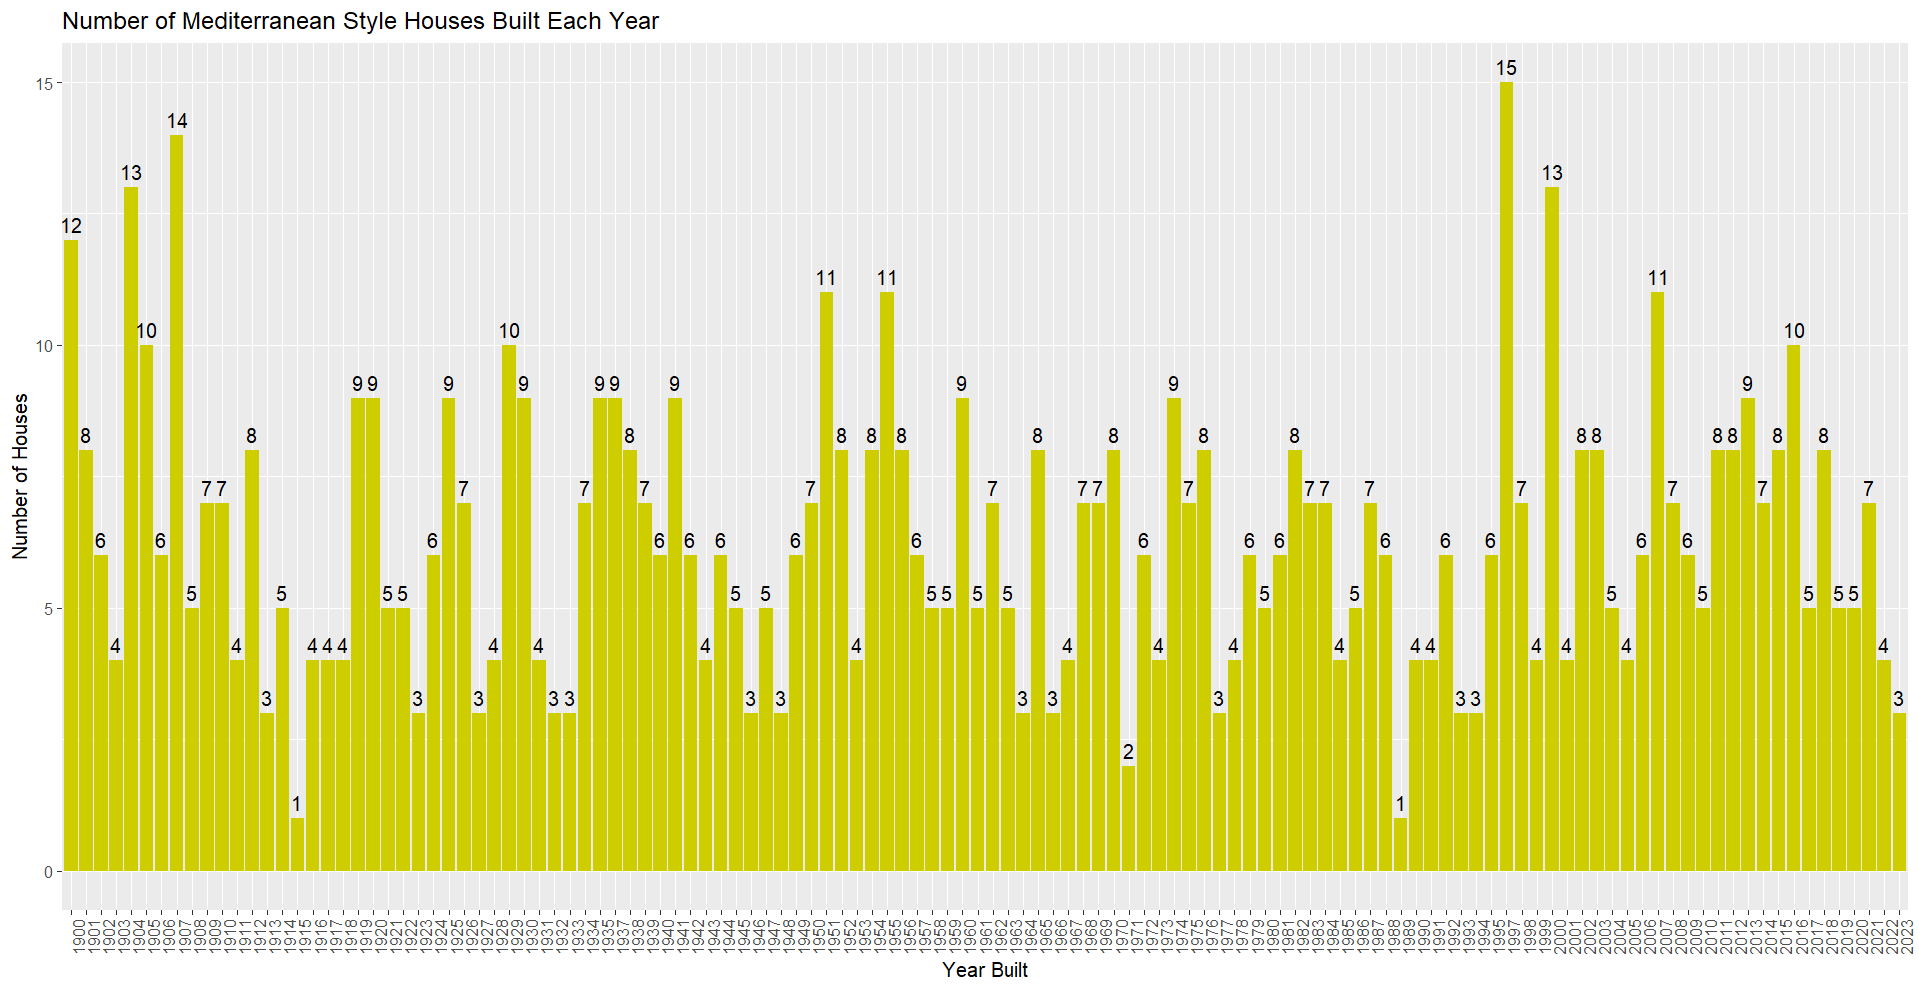 Number of Mediterranean Style Houses Built Each Year
Number of Houses
15
10
5
0
12 8 6 4 13 10 6 14 5 7 7 4 8 3 5 1 4 4 4 9 9 5 5 3 6 9 7 3 4 10 9 4 3 3 7 9 9 8 7 6 9 6 4 6 5 3 5 3 6 7 11 8 4 8 11 8 6 5 5 9 5 7 5 3 8 3 4 7 7 8 2 6 4 9 7 8 3 4 6 5 6 8 7 7 4 5 7 6 1 4 4 6 3 3 6 15 7 4 13 4 8 8 5 4 6 11 7 6 5 8 8 9 7 8 10 5 8 5 5 7 4 3
1900 1901 1902 1903 1904 1905 1906 1907 1908 1909 1910 1911 1912 1913 1914 1915 1916 1917 1918 1919 1920 1921 1922 1923 1924 1925 1926 1927 1928 1929 1930 1931 1932 1933 1934 1935 1937 1938 1939 1940 1941 1942 1943 1944 1945 1946 1947 1948 1949 1950 1951 1952 1953 1954 1955 1956 1957 1958 1959 1960 1961 1962 1963 1964 1965 1966 1967 1968 1969 1970 1971 1972 1973 1974 1975 1976 1977 1978 1979 1980 1981 1982 1983 1984 1985 1986 1987 1988 1989 1990 1991 1992 1993 1994 1995 1997 1998 1999 2000 2001 2002 2003 2004 2005 2006 2007 2008 2009 2010 2011 2012 2013 2014 2015 2016 2017 2018 2019 2020 2021 2022 2023
Year Built